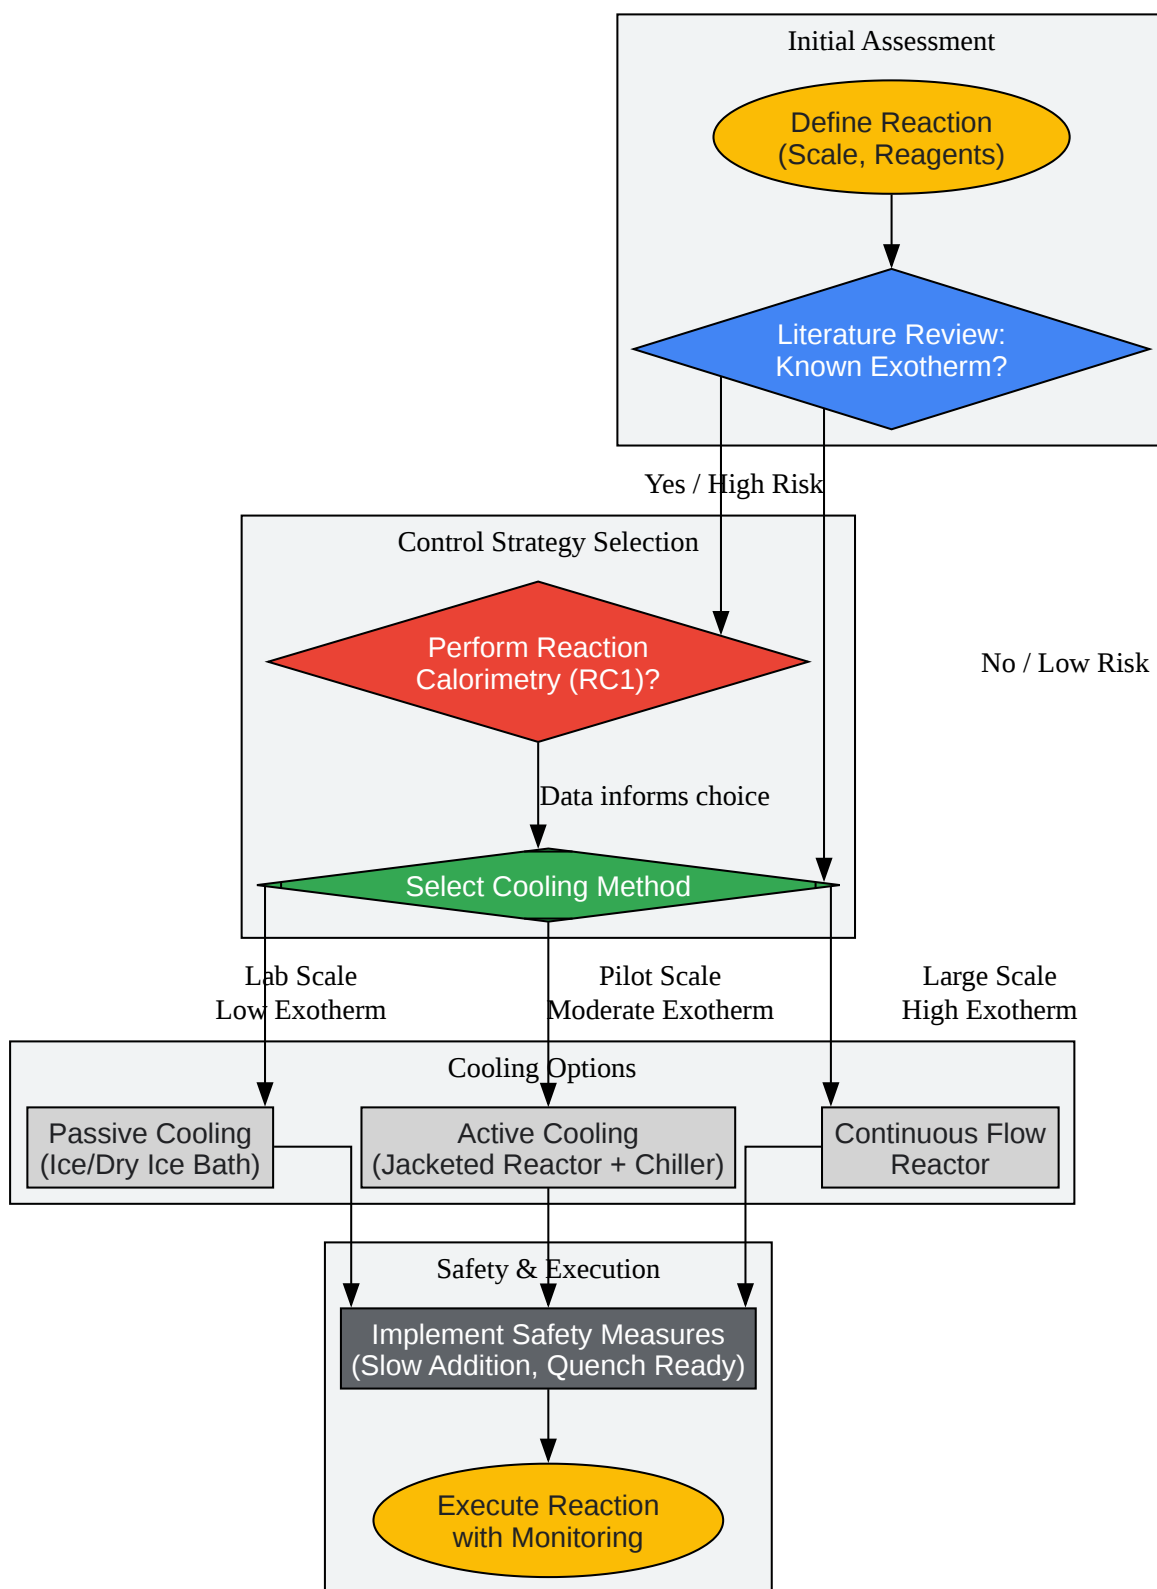 Initial Assessment
Define Reaction
(Scale, Reagents)
Literature Review:
Known Exotherm?
Yes / High Risk
Control Strategy Selection
Perform Reaction
Calorimetry (RC1)?
No / Low Risk
Data informs choice
Select Cooling Method
Lab Scale
Low Exotherm
Pilot Scale
Moderate Exotherm
Large Scale
High Exotherm
Cooling Options
Passive Cooling
(Ice/Dry Ice Bath)
Active Cooling
(Jacketed Reactor + Chiller)
Continuous Flow
Reactor
Safety & Execution
Implement Safety Measures
(Slow Addition, Quench Ready)
Execute Reaction
with Monitoring